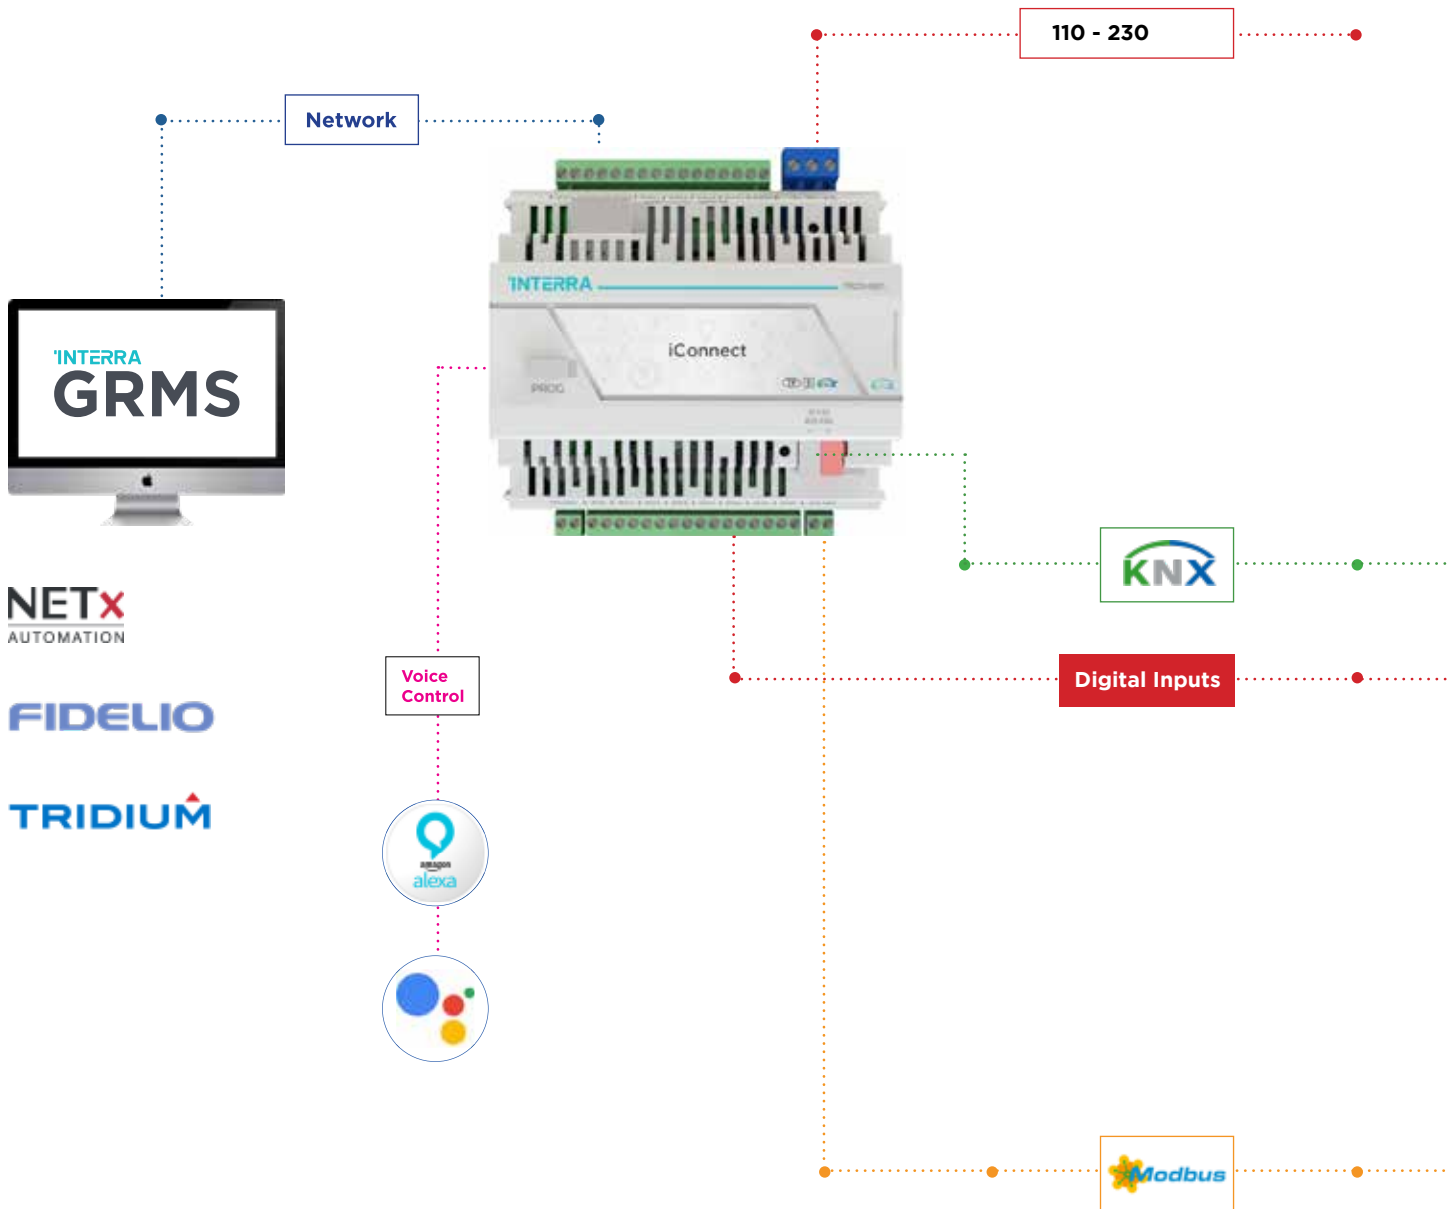 110 - 230
Network
INTERRA
iConnect
PROG
INTERRA
GRMS
KNX
NETx
AUTOMATION
Voice
Control
Digital Inputs
FIDELIO
TRIDIUM
amazon
alexa
Modbus